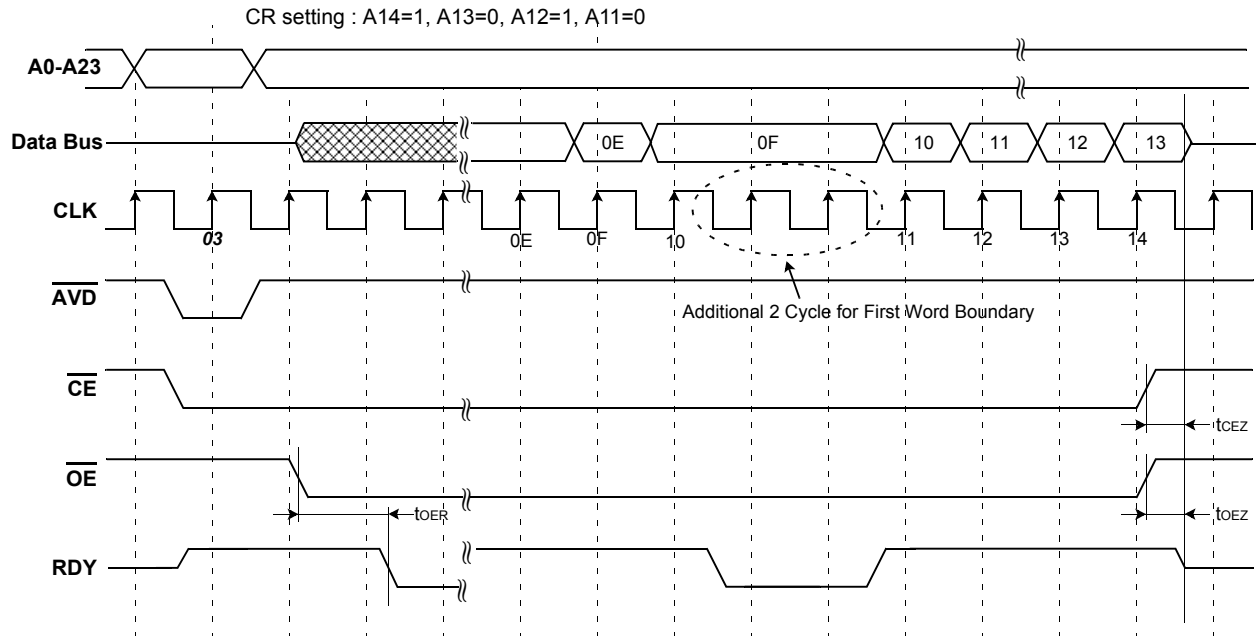 CR setting : A14=1, A13=0, A12=1, A11=0
A0-A23
Data Bus
0E 0F 10 11 12 13
CLK
03 0E 0F 10 11 12 13 14
AVD
Additional 2 Cycle for First Word Boundary
CE
tCEZ
OE
tOER
tOEZ
RDY